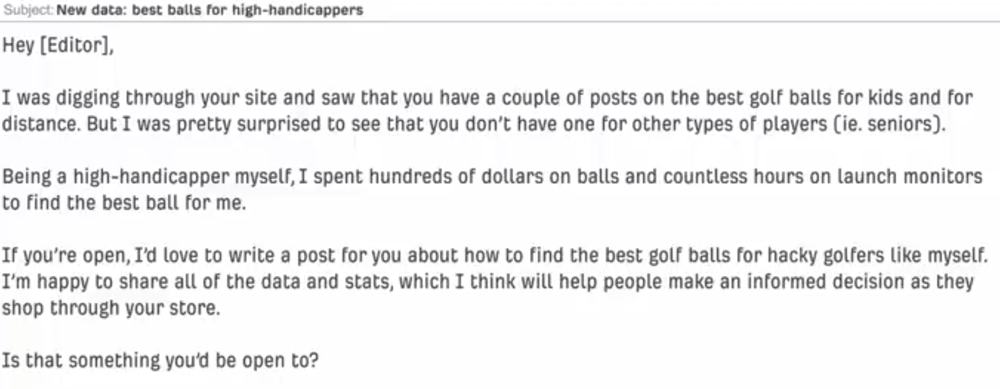 Subject: New data: best balls for high-handicappers
Hey [Editor],
I was digging through your site and saw that you have a couple of posts on the best golf balls for kids and for
distance. But I was pretty surprised to see that you don't have one for other types of players (ie. seniors).
Being a high-handicapper myself, I spent hundreds of dollars on balls and countless hours on launch monitors
to find the best ball for me.
If you're open, I'd love to write a post for you about how to find the best golf balls for hacky golfers like myself.
I'm happy to share all of the data and stats, which I think will help people make an informed decision as they
shop through your store.
Is that something you'd be open to?